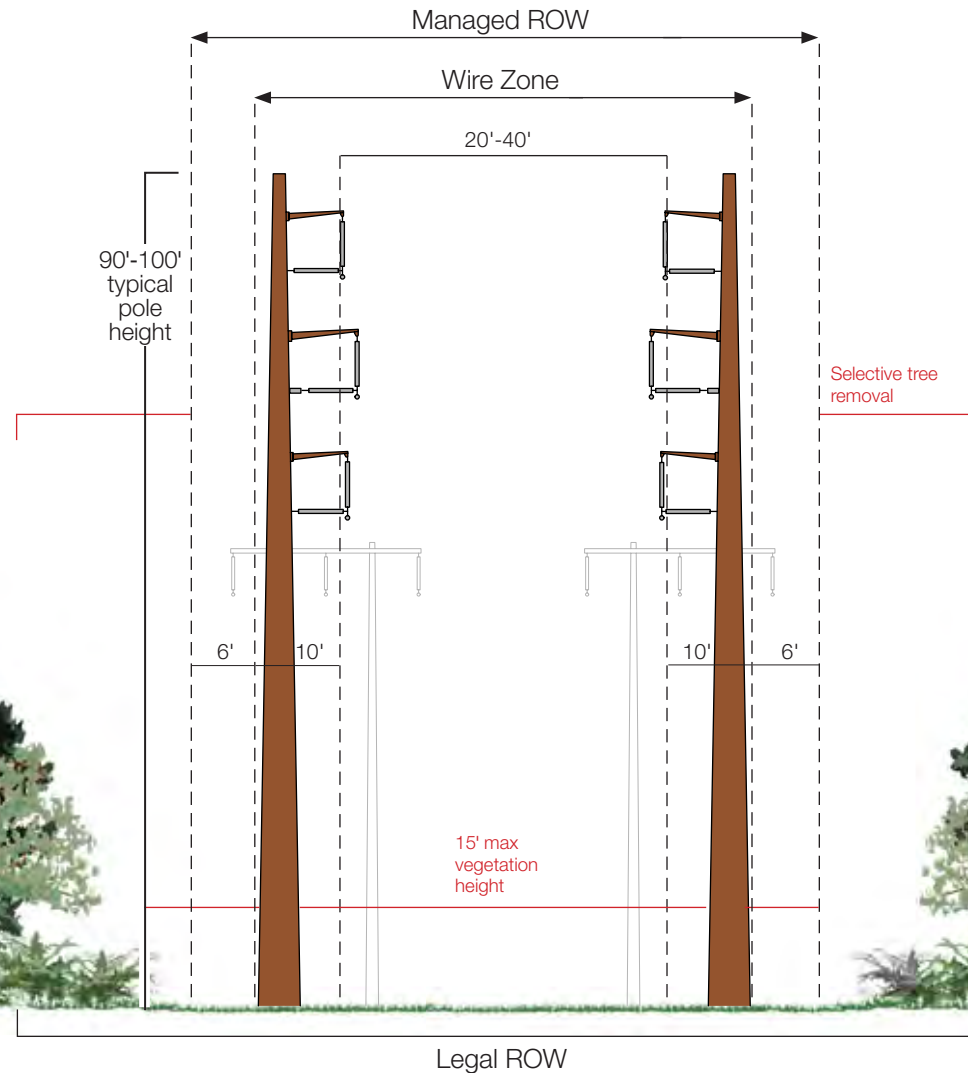 Managed ROW
Wire Zone
20'-40'
90'-100'
typical
pole
height
Selective tree
removal
6'
10'
10'
6'
15' max
vegetation
height
Legal ROW